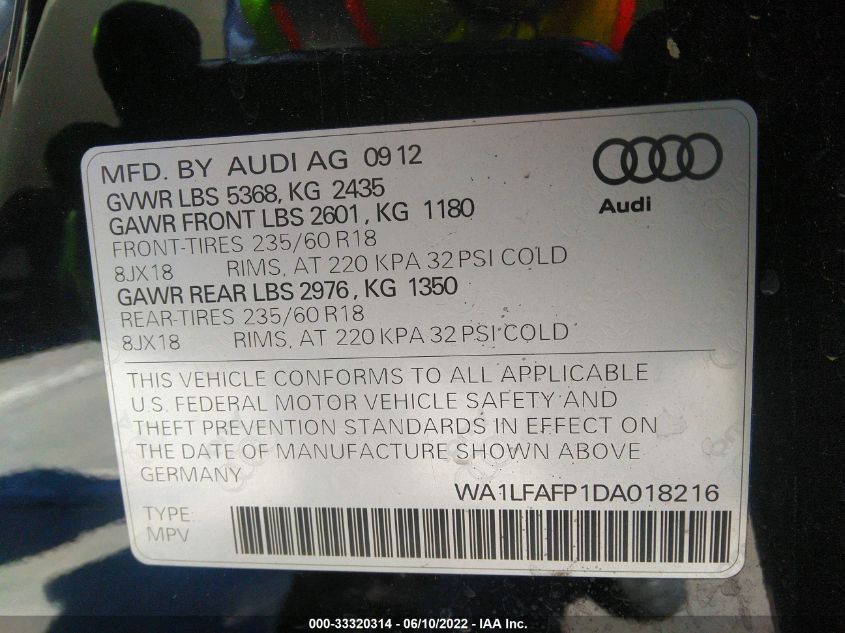 MFD. BY AUDI AG 09 12
GVWR LBS 5368, KG 2435
GAWR FRONT LBS 2601, KG 1180
FRONT-TIRES 235/60 R18
8JX18 RIMS, AT 220 KPA 32 PSI COLD
GAWR REAR LBS 2976, KG 1350
REAR-TIRES 235/60 R18
8JX18 RIMS, AT 220 KPA 32 PSI COLD
Audi
THIS VEHICLE CONFORMS TO ALL APPLICABLE
U.S. FEDERAL MOTOR VEHICLE SAFETY AND
THEFT PREVENTION STANDARDS IN EFFECT ON
THE DATE OF MANUFACTURE SHOWN ABOVE
GERMANY
WA1LFAFP1DA018216
TYPE:
MPV
000-33320314 - 06/10/2022 - IAA Inc.